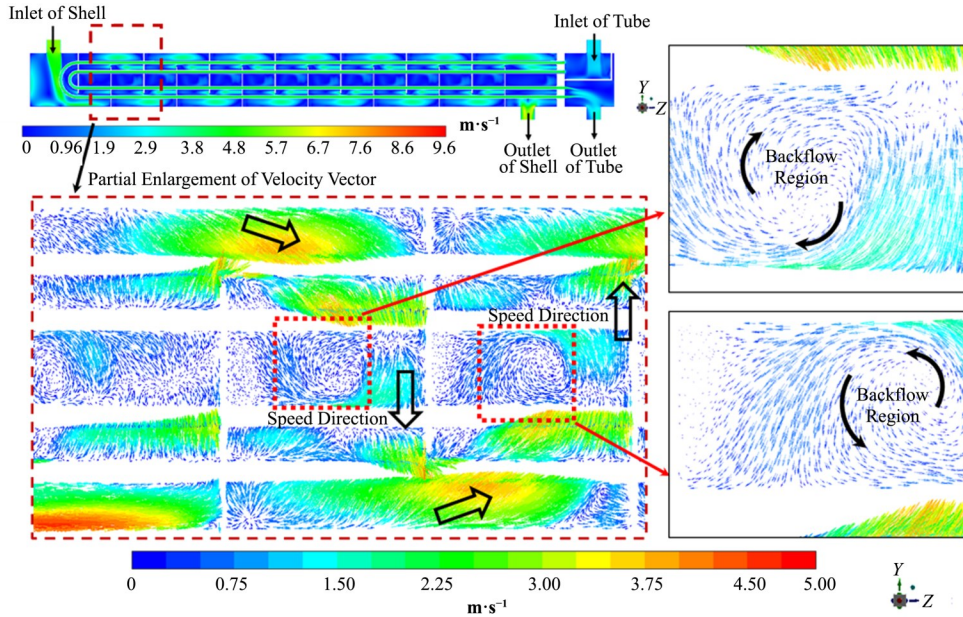 Inlet of Shell
Inlet of Tube
m·s⁻¹
0 0.96 1.9 2.9 3.8 4.8 5.7 6.7 7.6 8.6 9.6
Outlet
of Shell
Outlet
of Tube
Y
Z
Partial Enlargement of Velocity Vector
Backflow
Region
Speed Direction
Speed Direction
Backflow
Region
0 0.75 1.50 2.25 3.00 3.75 4.50 5.00
m·s⁻¹
Y
Z